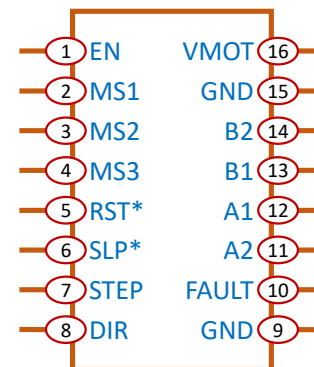 1 EN VMOT 16
2 MS1 GND 15
3 MS2 B2 14
4 MS3 B1 13
5 RST* A1 12
6 SLP* A2 11
7 STEP FAULT 10
8 DIR GND 9